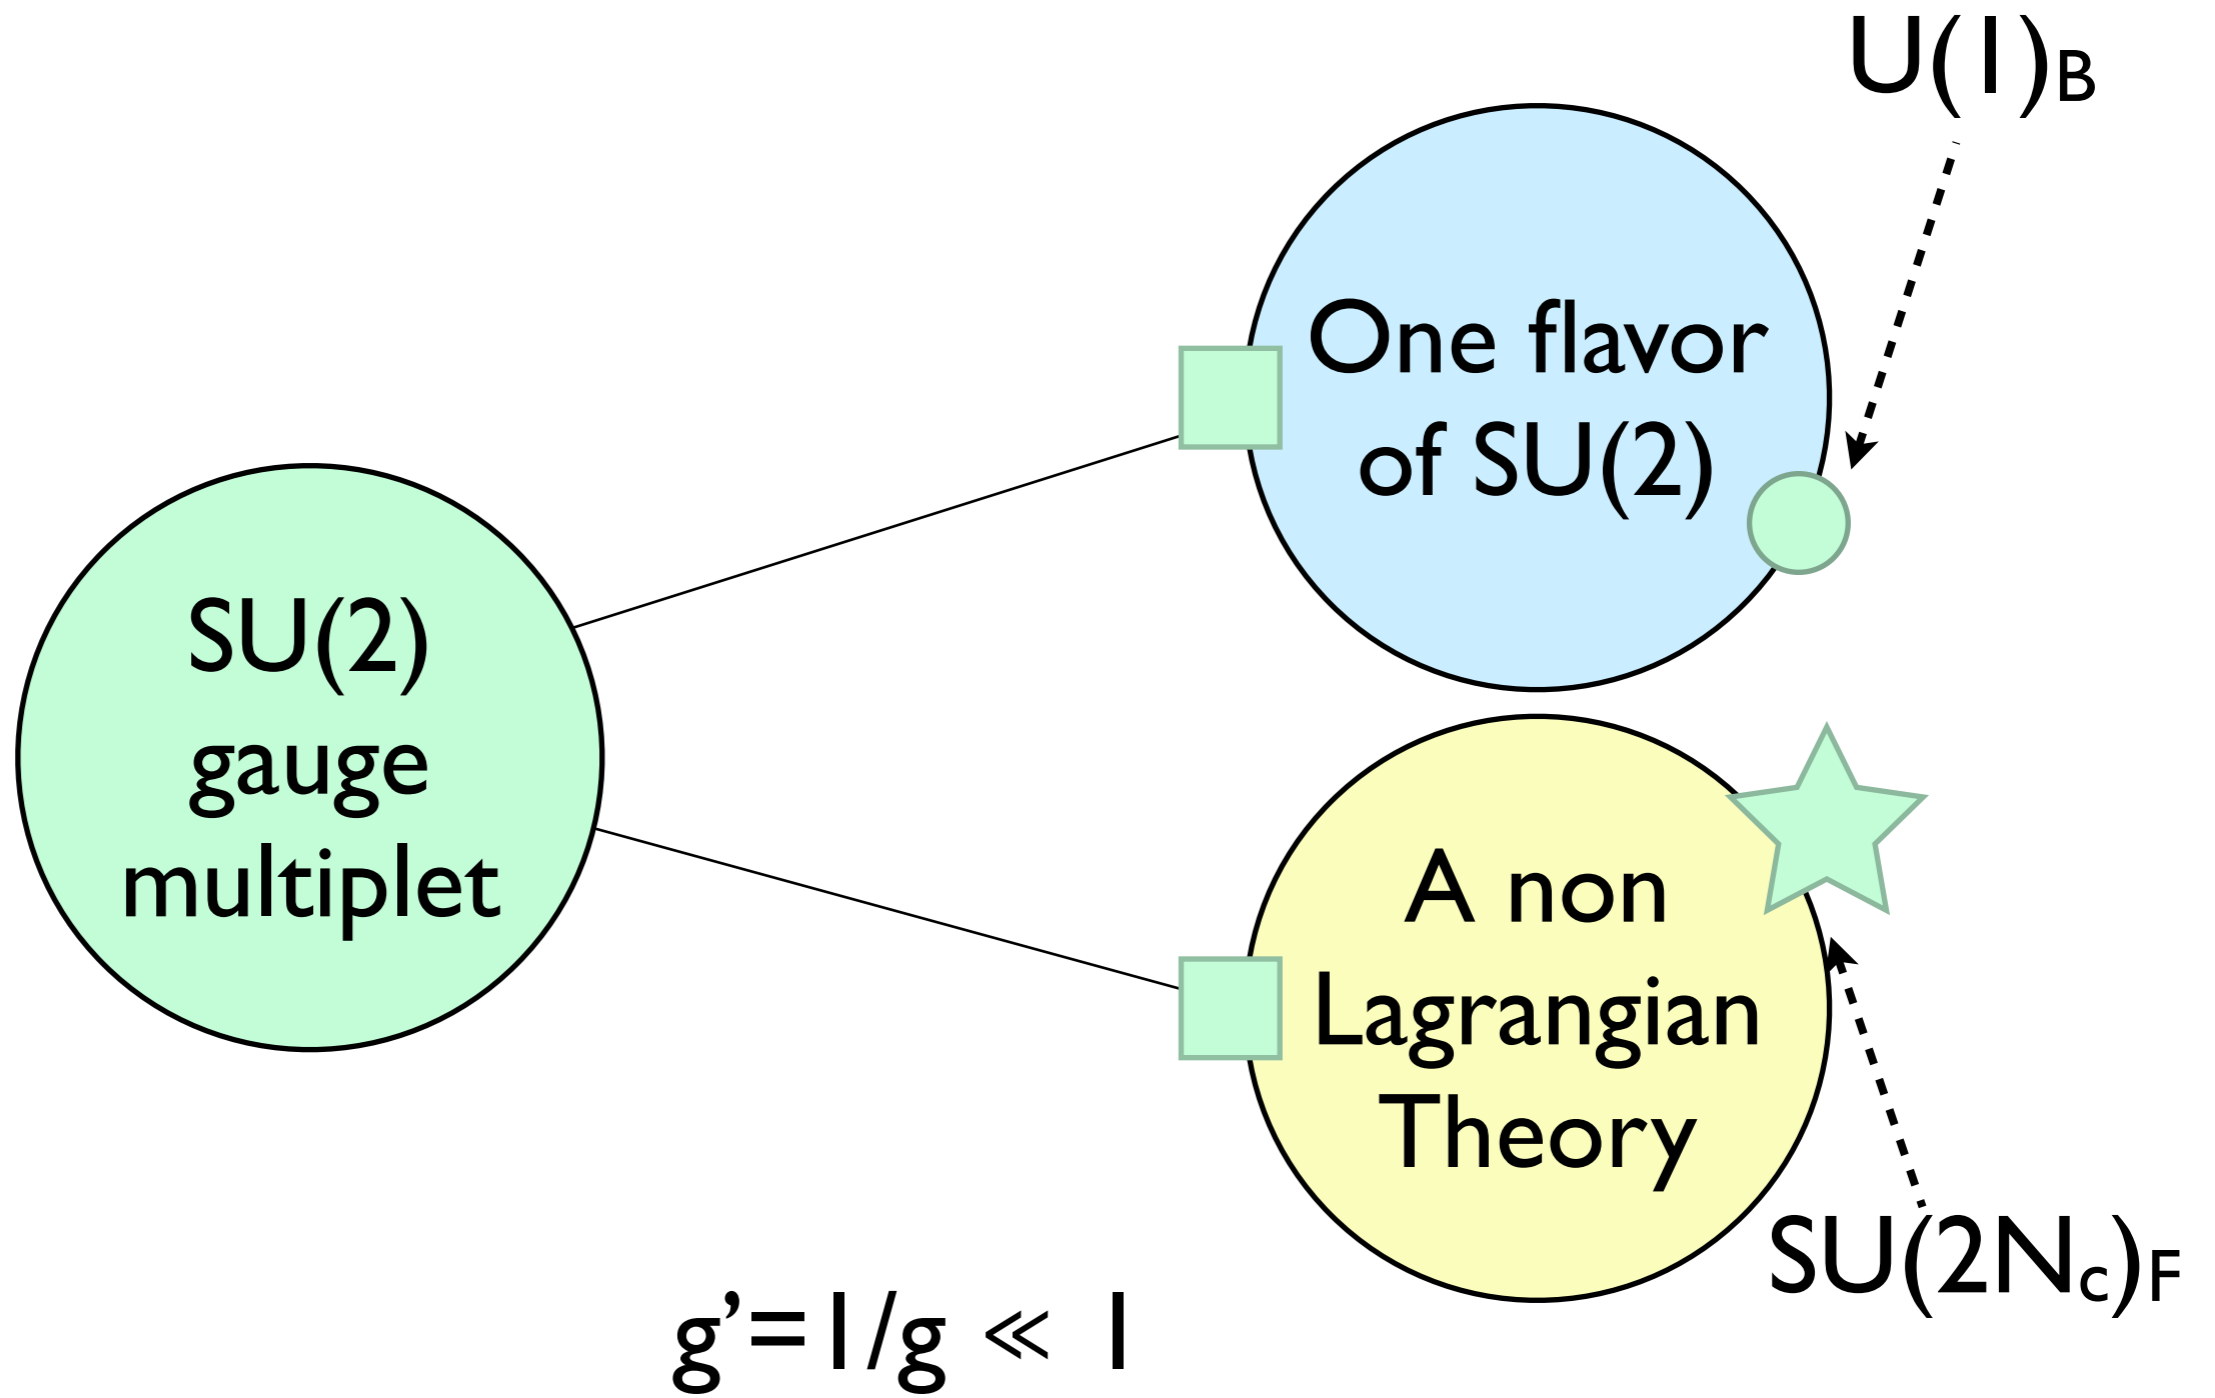 U(1)B
One flavor
of SU(2)
SU(2)
gauge
multiplet
A non
Lagrangian
Theory
SU(2Nc)F
g’=1/g ≪ 1